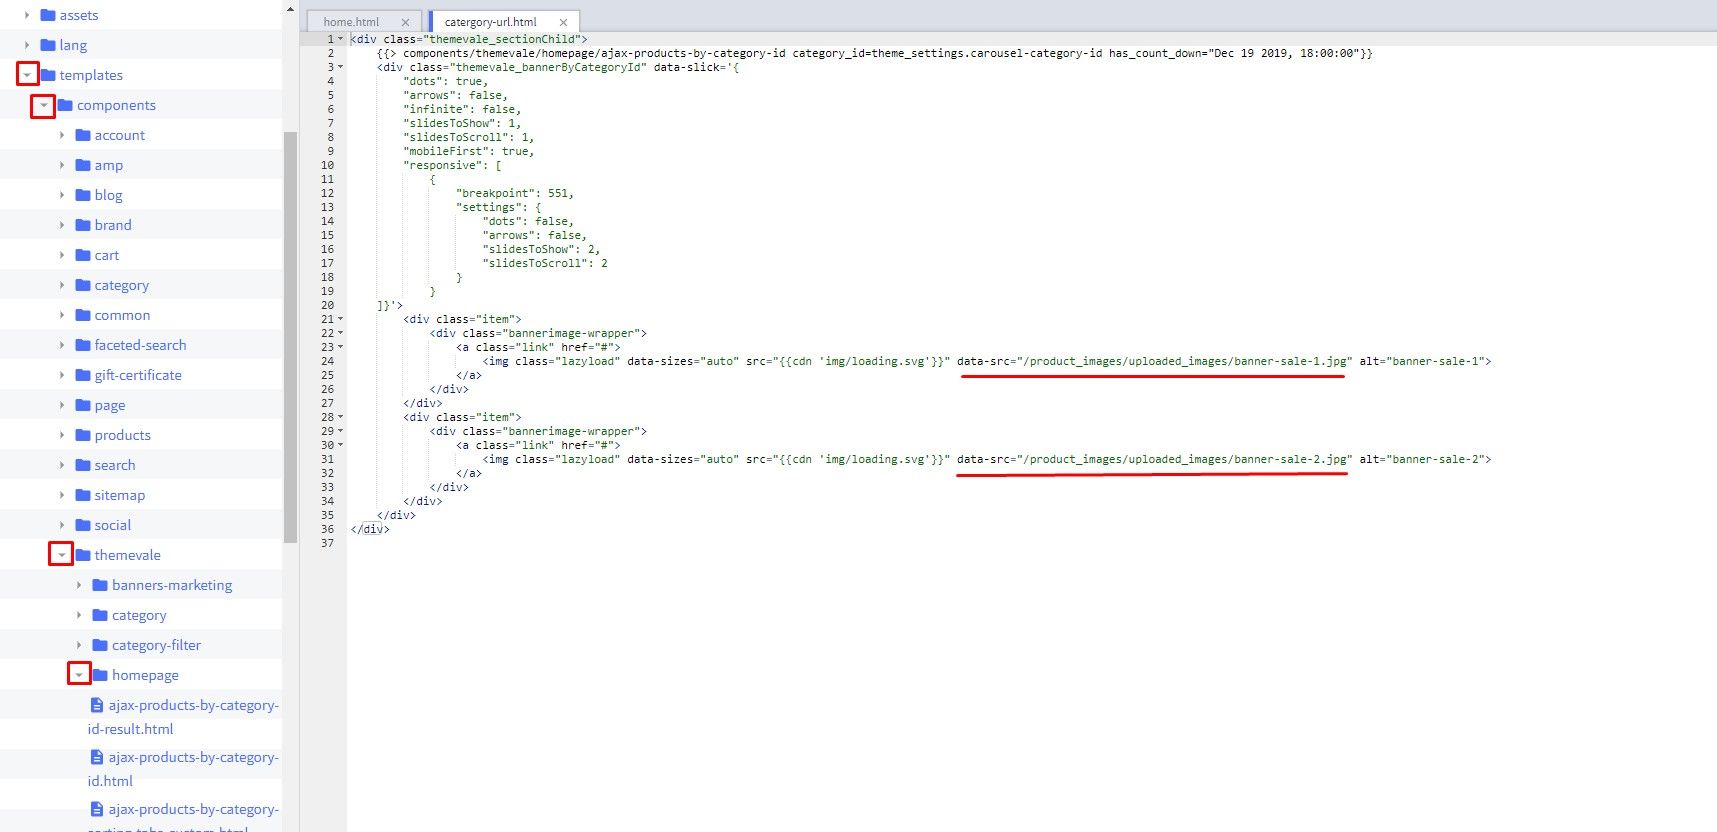 assets
lang
templates
components
account
amp
blog
brand
cart
category
common
faceted-search
gift-certificate
page
products
search
sitemap
social
themevale
banners-marketing
category
category-filter
homepage
ajax-products-by-category-
id-result.html
ajax-products-by-category-
id.html
ajax-products-by-category-
sorting-tabs-custom.html
home.html ×
catergory-url.html ×
1 <div class="themevale_sectionChild">
2 {{> components/themevale/homepage/ajax-products-by-category-id category_id=theme_settings.carousel-category-id has_count_down="Dec 19 2019, 18:00:00"}}
3 <div class="themevale_bannerByCategoryId" data-slick='{
4 "dots": true,
5 "arrows": false,
6 "infinite": false,
7 "slidesToShow": 1,
8 "slidesToScroll": 1,
9 "mobileFirst": true,
10 "responsive": [
11 {
12 "breakpoint": 551,
13 "settings": {
14 "dots": false,
15 "arrows": false,
16 "slidesToShow": 2,
17 "slidesToScroll": 2
18 }
19 }
20 ]}'>
21 <div class="item">
22 <div class="bannerimage-wrapper">
23 <a class="link" href="#">
24 <img class="lazyload" data-sizes="auto" src="{{cdn 'img/loading.svg'}}" data-src="/product_images/uploaded_images/banner-sale-1.jpg" alt="banner-sale-1">
25 </a>
26 </div>
27 </div>
28 <div class="item">
29 <div class="bannerimage-wrapper">
30 <a class="link" href="#">
31 <img class="lazyload" data-sizes="auto" src="{{cdn 'img/loading.svg'}}" data-src="/product_images/uploaded_images/banner-sale-2.jpg" alt="banner-sale-2">
32 </a>
33 </div>
34 </div>
35 </div>
36 </div>
37